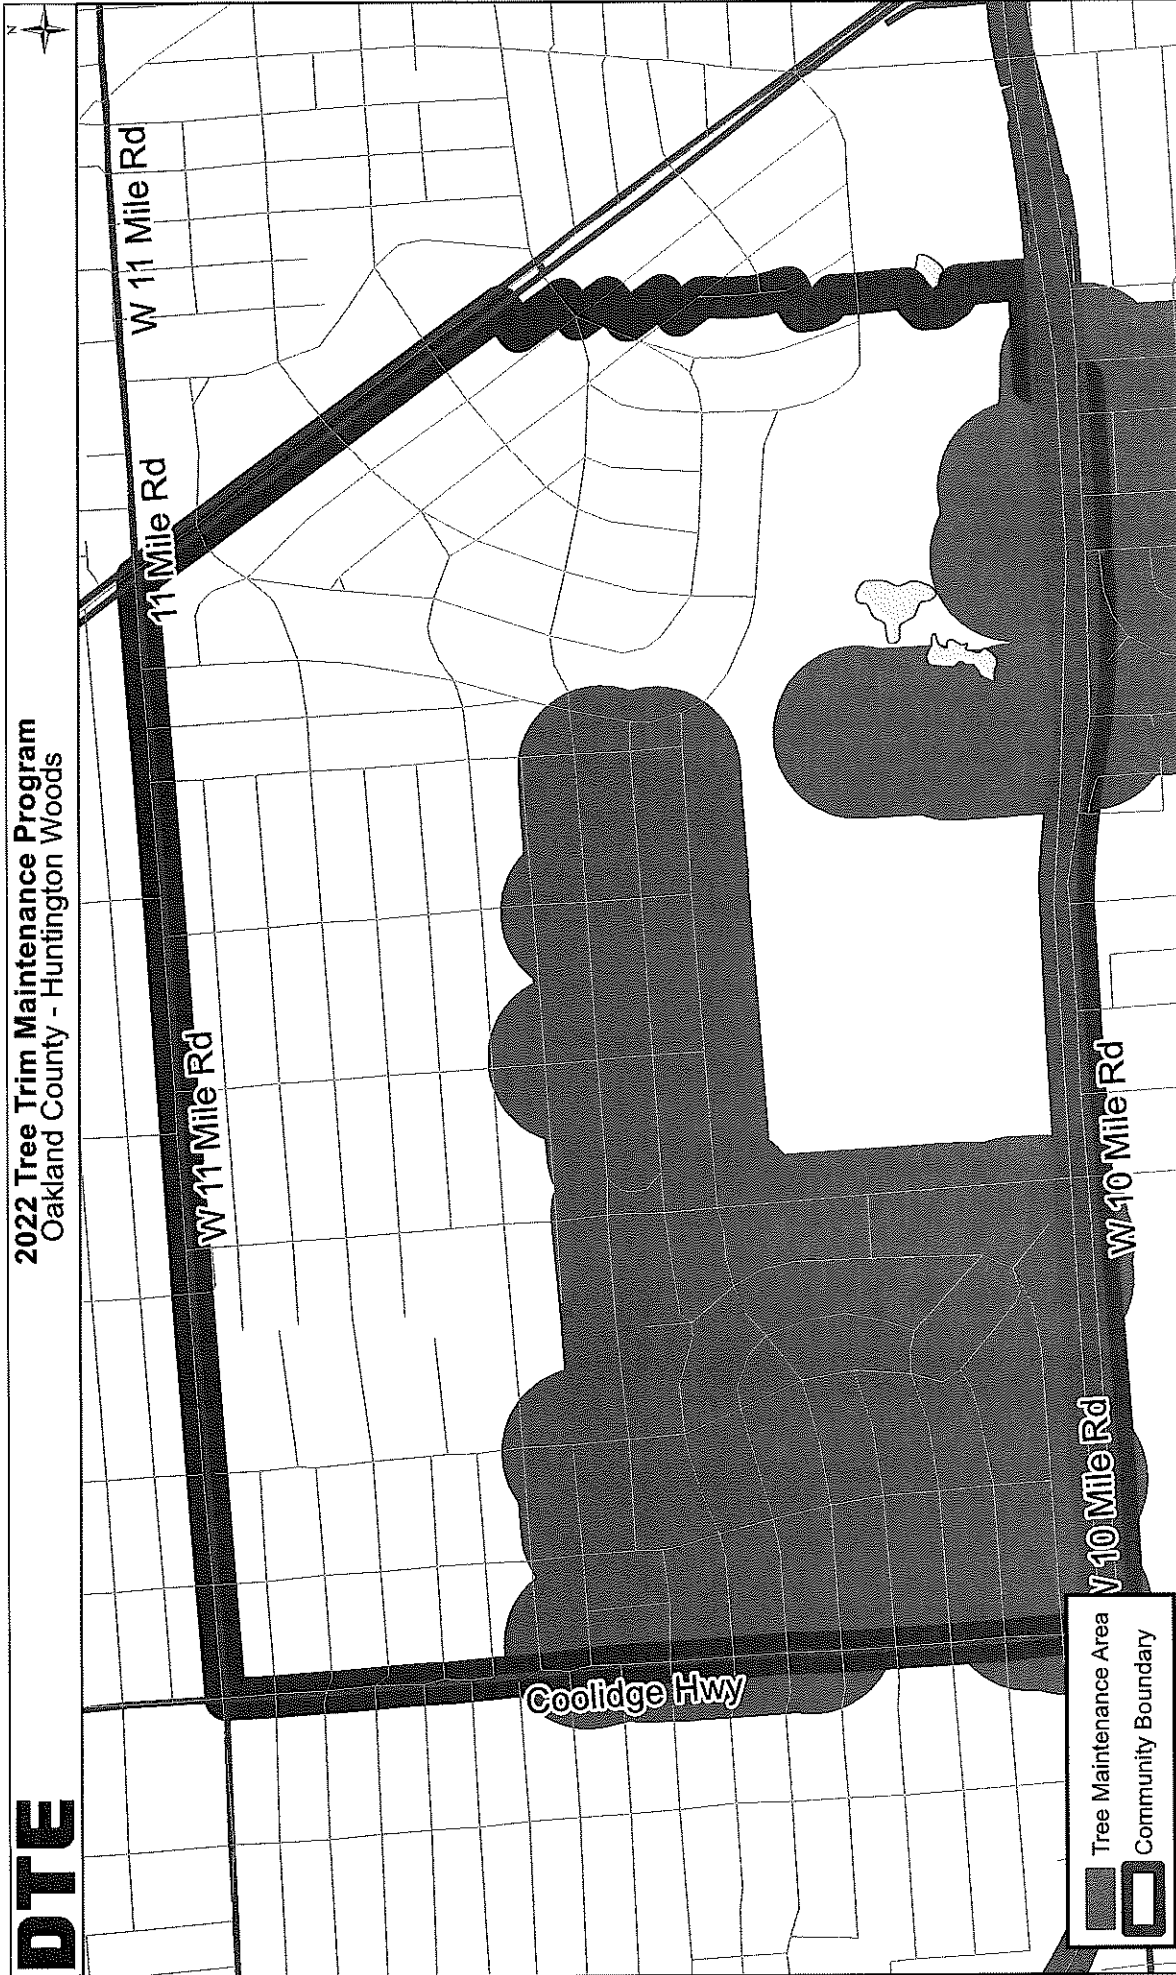 DTE
2022 Tree Trim Maintenance Program
Oakland County - Huntington Woods
N
W 11 Mile Rd
11 Mile Rd
W 11 Mile Rd
Coolidge Hwy
W 10 Mile Rd
W 10 Mile Rd
Tree Maintenance Area
Community Boundary